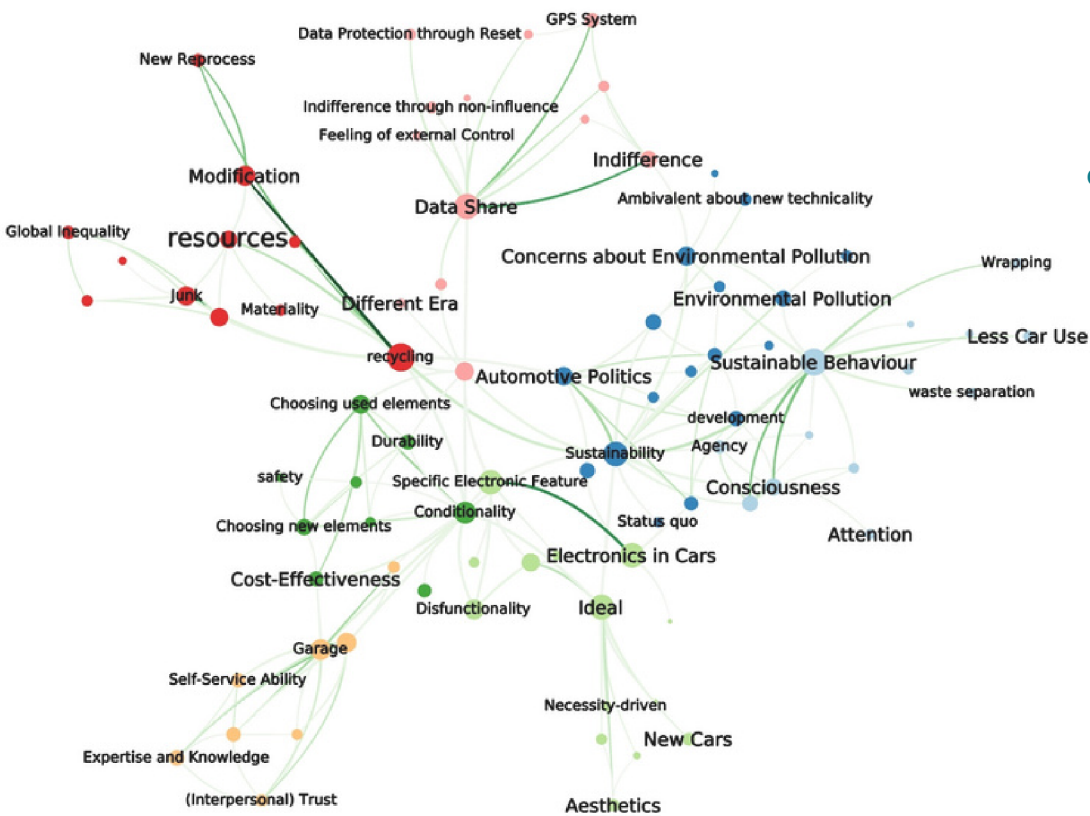 GPS System
Data Protection through Reset
New Reprocess
Indifference through non-influence
Feeling of external Control
Indifference
Modification
Ambivalent about new technicality
Data Share
Global Inequality
resources
Concerns about Environmental Pollution
Wrapping
Junk
Environmental Pollution
Different Era
Materiality
Less Car Use
recycling
Sustainable Behaviour
Automotive Politics
waste separation
Choosing used elements
development
Durability
Agency
Sustainability
safety
Specific Electronic Feature
Consciousness
Conditionality
Status quo
Choosing new elements
Attention
Electronics in Cars
Cost-Effectiveness
Disfunctionality
Ideal
Garage
Self-Service Ability
Necessity-driven
New Cars
Expertise and Knowledge
(Interpersonal) Trust
Aesthetics